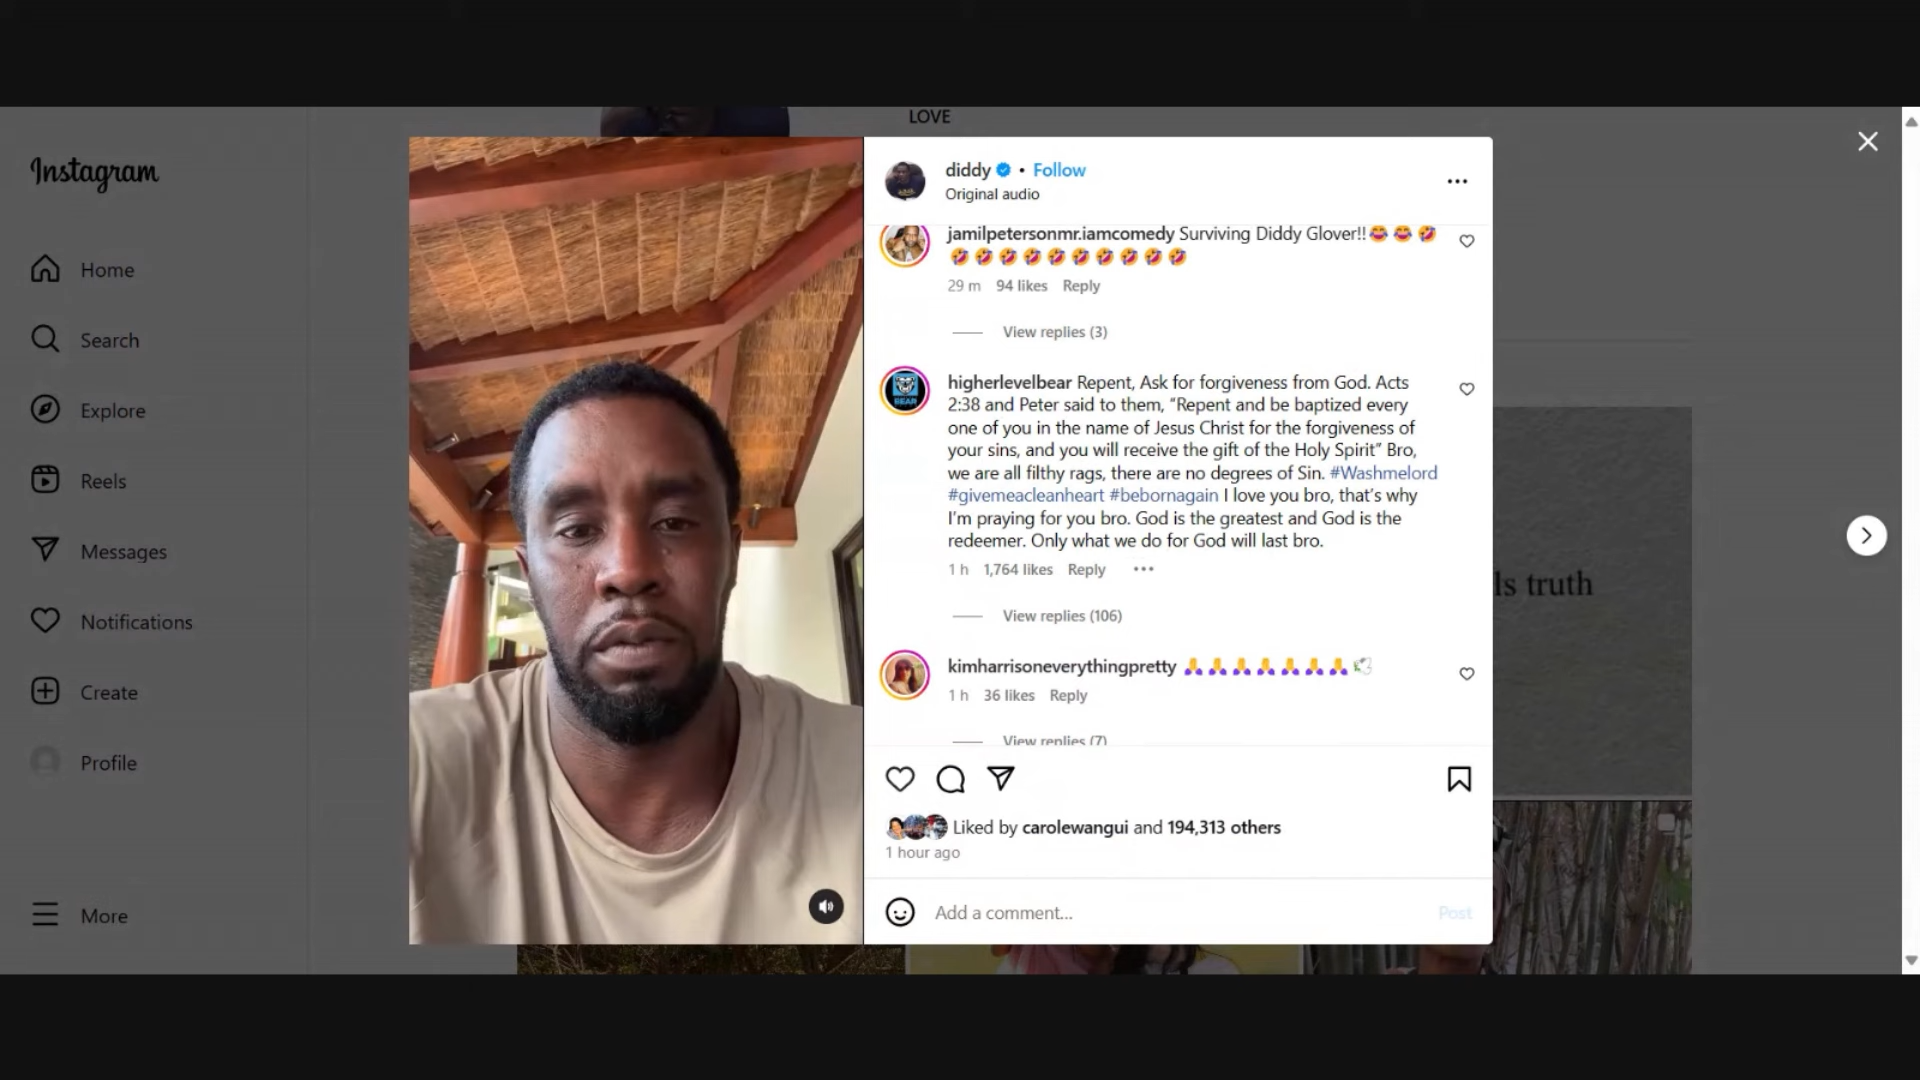 LOVE
Instagram
Home
Search
Explore
Reels
Messages
Notifications
Create
Profile
More
diddy • Follow
Original audio
jamilpetersonmr.iamcomedy Surviving Diddy Glover!!😂😂🤣
🤣🤣🤣🤣🤣🤣🤣🤣🤣🤣
29 m 94 likes Reply
View replies (3)
BEAR
higherlevelbear Repent, Ask for forgiveness from God. Acts
2:38 and Peter said to them, “Repent and be baptized every
one of you in the name of Jesus Christ for the forgiveness of
your sins, and you will receive the gift of the Holy Spirit” Bro,
we are all filthy rags, there are no degrees of Sin. #Washmelord
#givemeacleanheart #bebornagain I love you bro, that's why
I'm praying for you bro. God is the greatest and God is the
redeemer. Only what we do for God will last bro.
1 h 1,764 likes Reply •••
View replies (106)
kimharrisoneverythingpretty 🙏🙏🙏🙏🙏🙏🙏🕊️
1 h 36 likes Reply
View replies (7)
Liked by carolewangui and 194,313 others
1 hour ago
Add a comment...
Post
ls truth